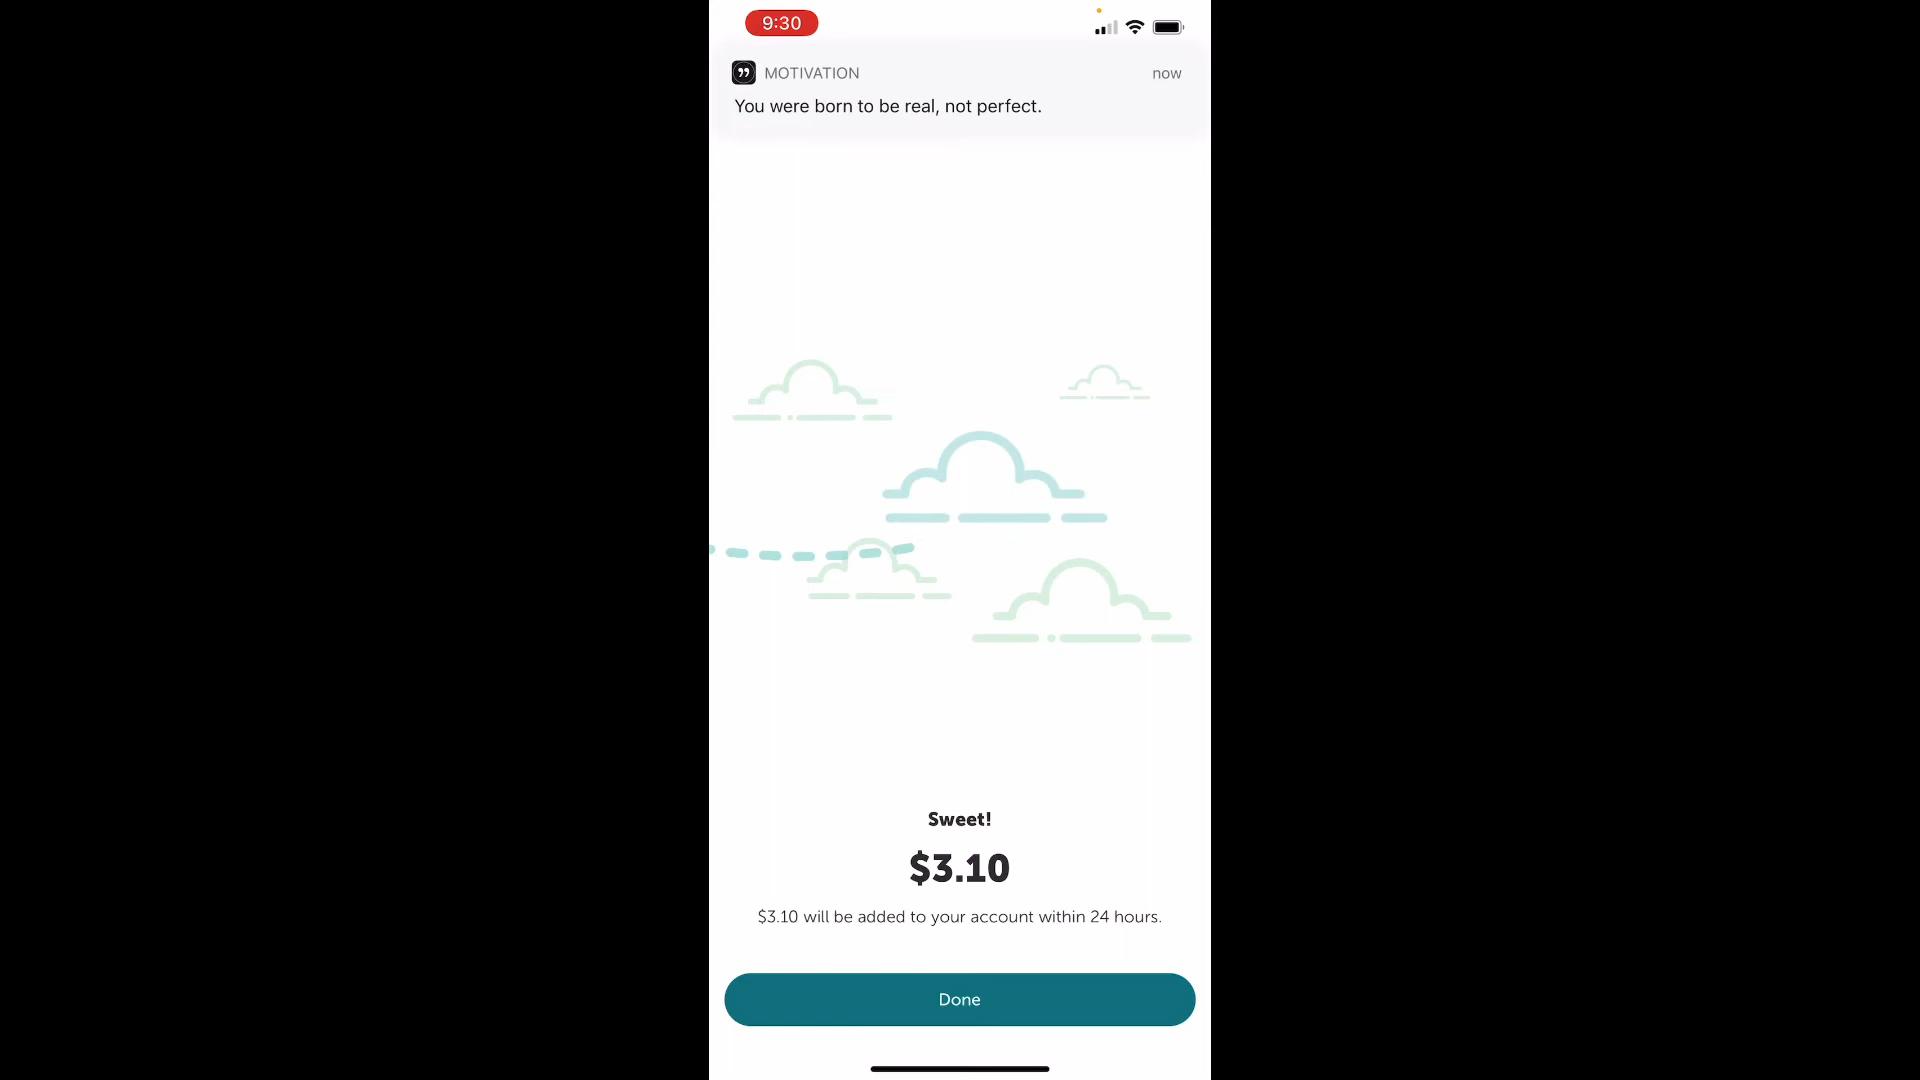 9:30
MOTIVATION
now
You were born to be real, not perfect.
Sweet!
$3.10
$3.10 will be added to your account within 24 hours.
Done